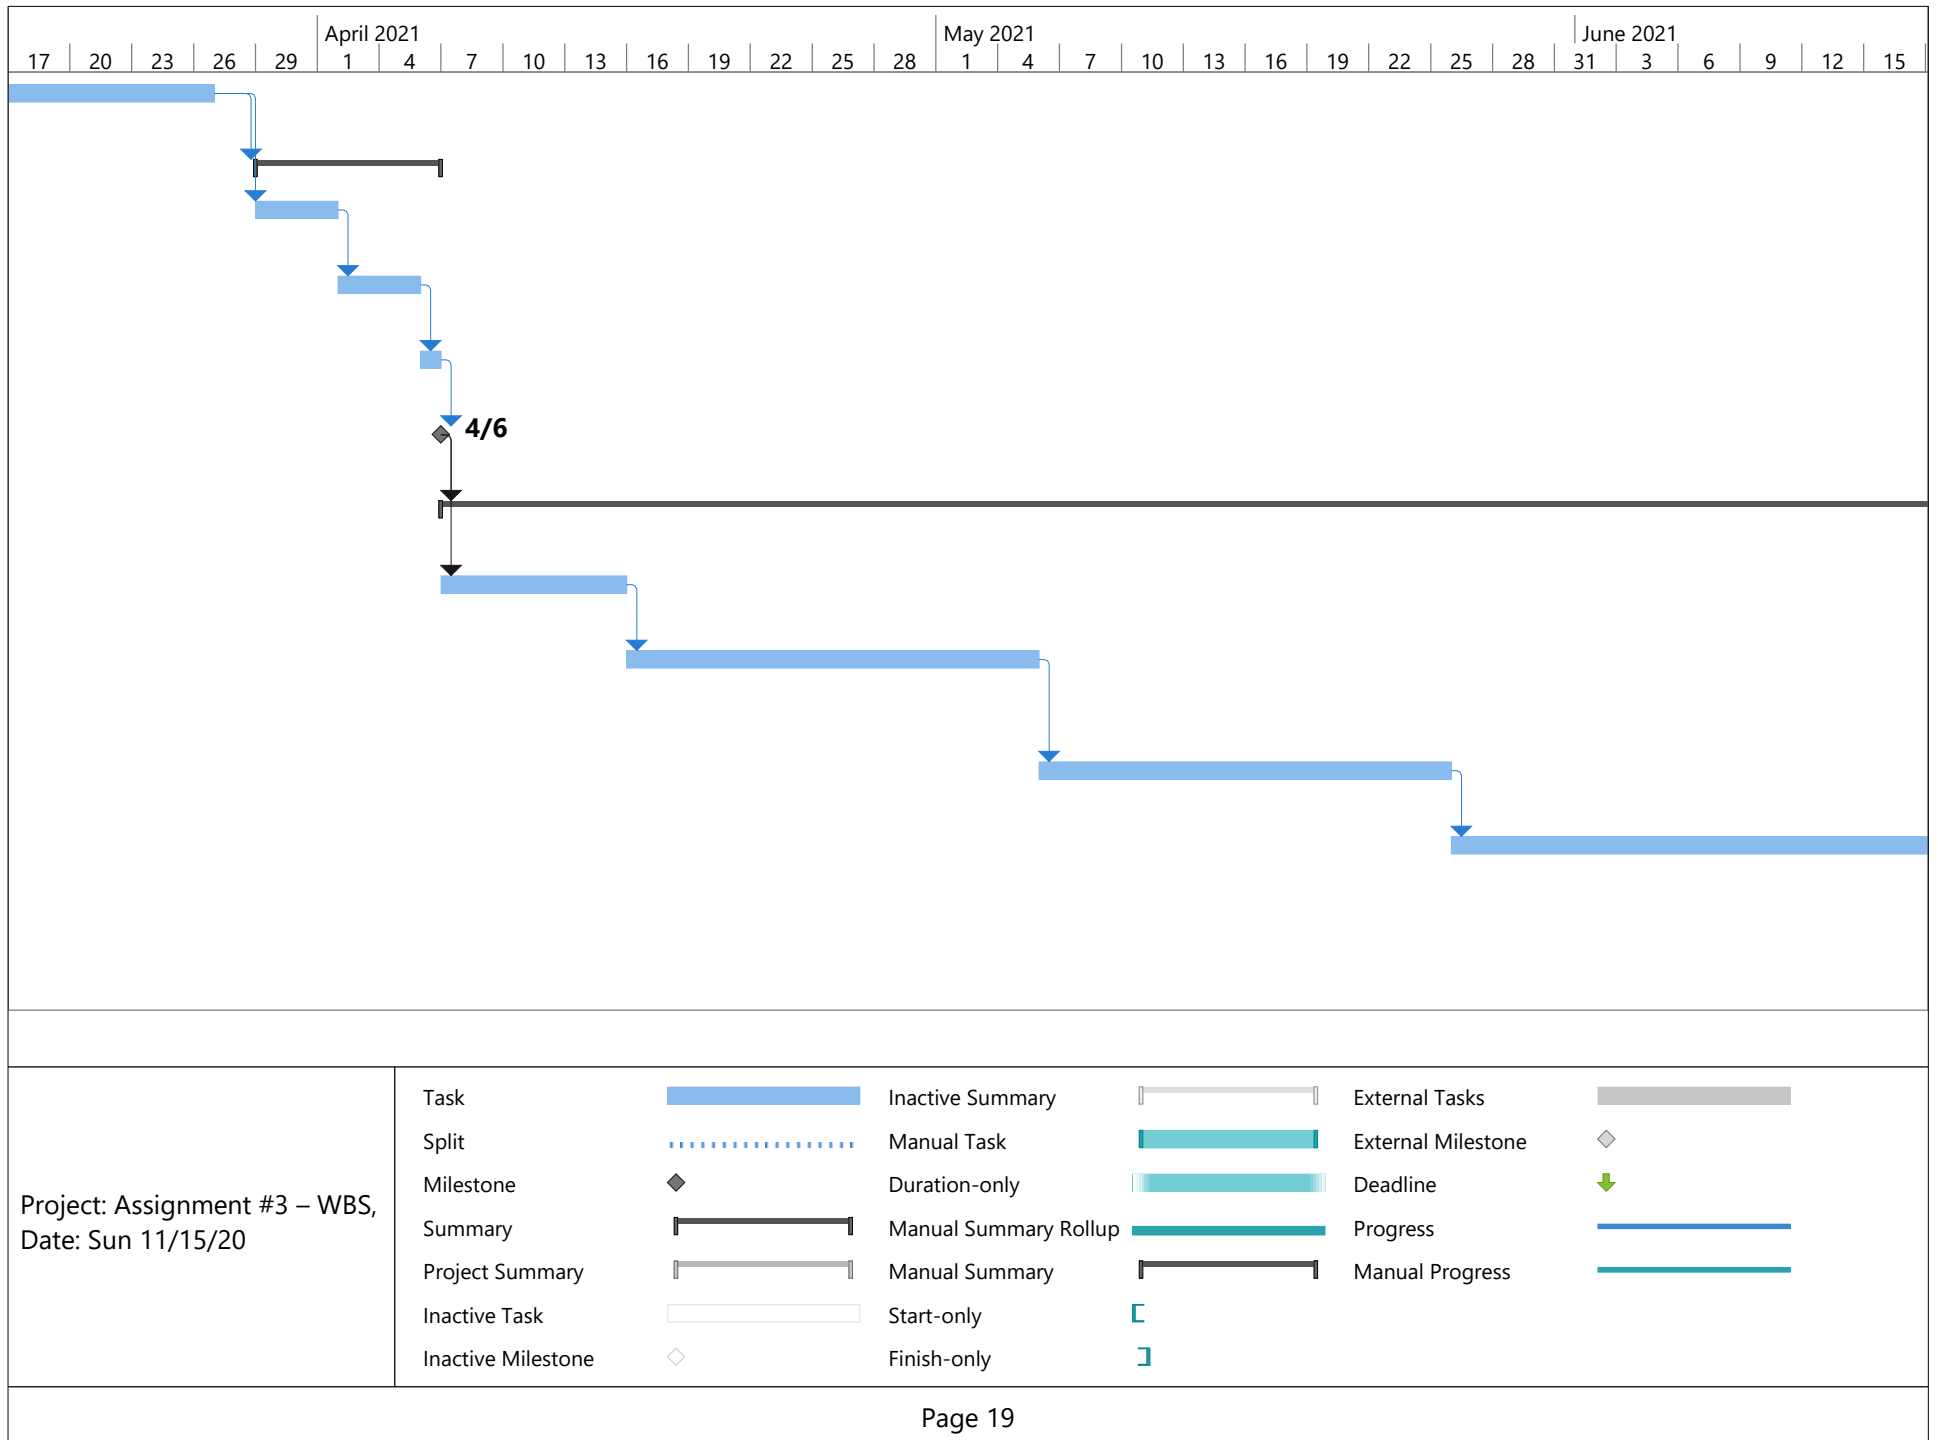 April 2021 May 2021 June 2021
17 20 23 26 29 1 4 7 10 13 16 19 22 25 28 1 4 7 10 13 16 19 22 25 28 31 3 6 9 12 15
4/6
Project: Assignment #3 – WBS,
Date: Sun 11/15/20
Task
Split
Milestone
Summary
Project Summary
Inactive Task
Inactive Milestone
Inactive Summary
Manual Task
Duration-only
Manual Summary Rollup
Manual Summary
Start-only
Finish-only
External Tasks
External Milestone
Deadline
Progress
Manual Progress
Page 19